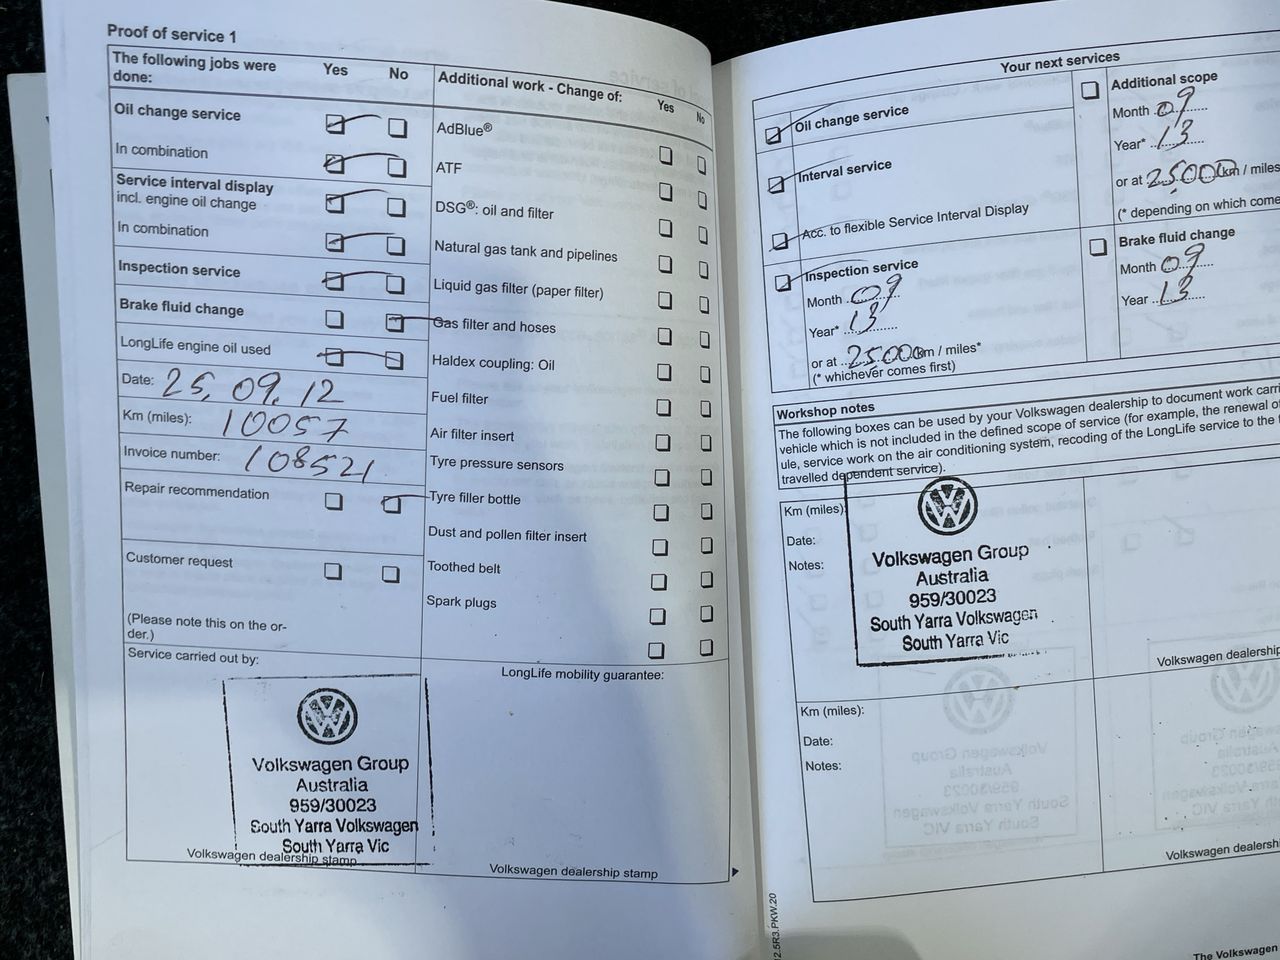 Proof of service 1
The following jobs were done: Yes No
Oil change service
In combination
Service interval display
incl. engine oil change
In combination
Inspection service
Brake fluid change
LongLife engine oil used
Date: 25.09.12
Km (miles): 10057
Invoice number: 108521
Repair recommendation
Customer request
(Please note this on the or-
der.)
Service carried out by:
Volkswagen Group
Australia
959/30023
South Yarra Volkswagen
South Yarra Vic
Volkswagen dealership stamp
Additional work - Change of: Yes No
AdBlue®
ATF
DSG®: oil and filter
Natural gas tank and pipelines
Liquid gas filter (paper filter)
Gas filter and hoses
Haldex coupling: Oil
Fuel filter
Air filter insert
Tyre pressure sensors
Tyre filler bottle
Dust and pollen filter insert
Toothed belt
Spark plugs
LongLife mobility guarantee:
Volkswagen dealership stamp
Your next services
Oil change service
Interval service
Acc. to flexible Service Interval Display
Inspection service
Month 09
Year* 13
or at 25000 km / miles*
(* whichever comes first)
Additional scope
Month 09
Year* 13
or at 25000 km / miles
(* depending on which come
Brake fluid change
Month 09
Year 13
Workshop notes
The following boxes can be used by your Volkswagen dealership to document work carri
vehicle which is not included in the defined scope of service (for example, the renewal of
ule, service work on the air conditioning system, recoding of the LongLife service to the
travelled dependent service).
Km (miles):
Date:
Notes:
Volkswagen Group
Australia
959/30023
South Yarra Volkswagen
South Yarra Vic
Volkswagen dealership
Km (miles):
Date:
Notes:
Volkswagen dealersh
12.5R3.PKW.20
The Volkswagen